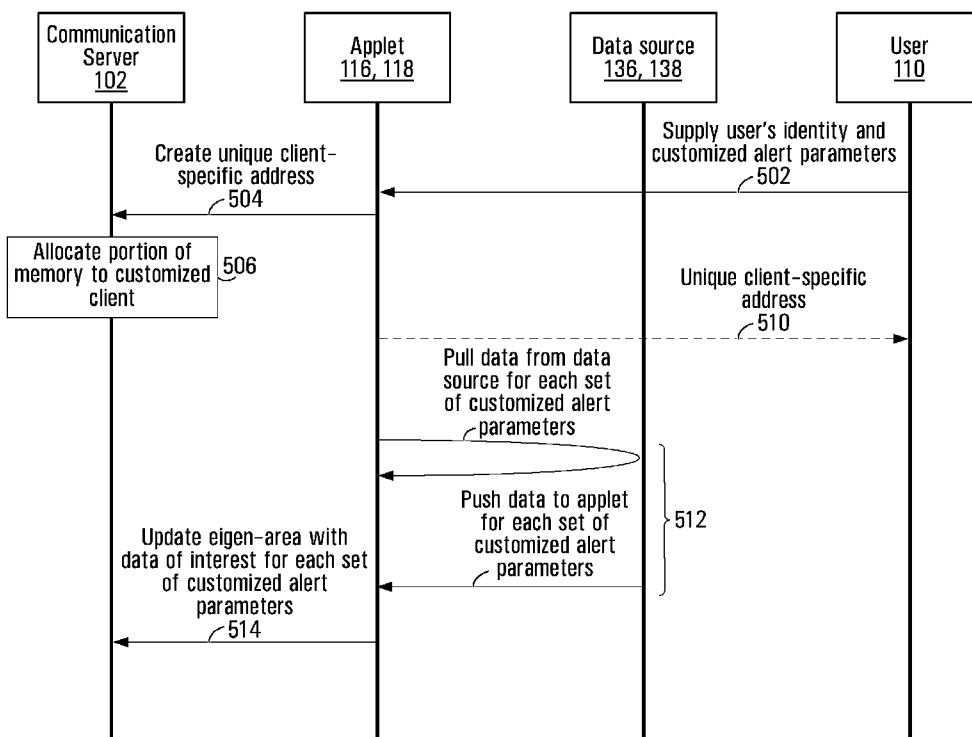 Communication
Server
102
Applet
116, 118
Data source
136, 138
User
110
Supply user's identity and
customized alert parameters
502
Create unique client-
specific address
504
Allocate portion of
memory to customized
client
506
Unique client-specific
address
510
Pull data from data
source for each set
of customized alert
parameters
Push data to applet
for each set of
customized alert
parameters
512
Update eigen-area with
data of interest for each set
of customized alert
parameters
514